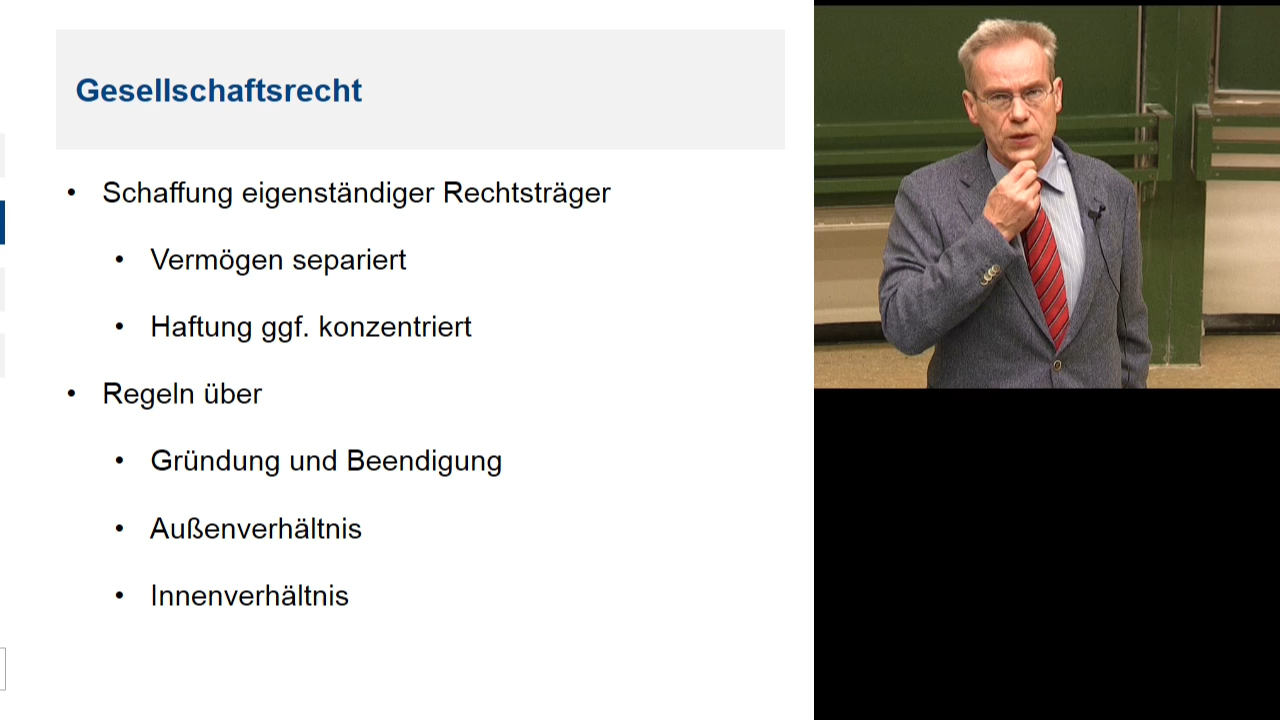 Gesellschaftsrecht
• Schaffung eigenständiger Rechtsträger
• Vermögen separiert
• Haftung ggf. konzentriert
• Regeln über
• Gründung und Beendigung
• Außenverhältnis
• Innenverhältnis